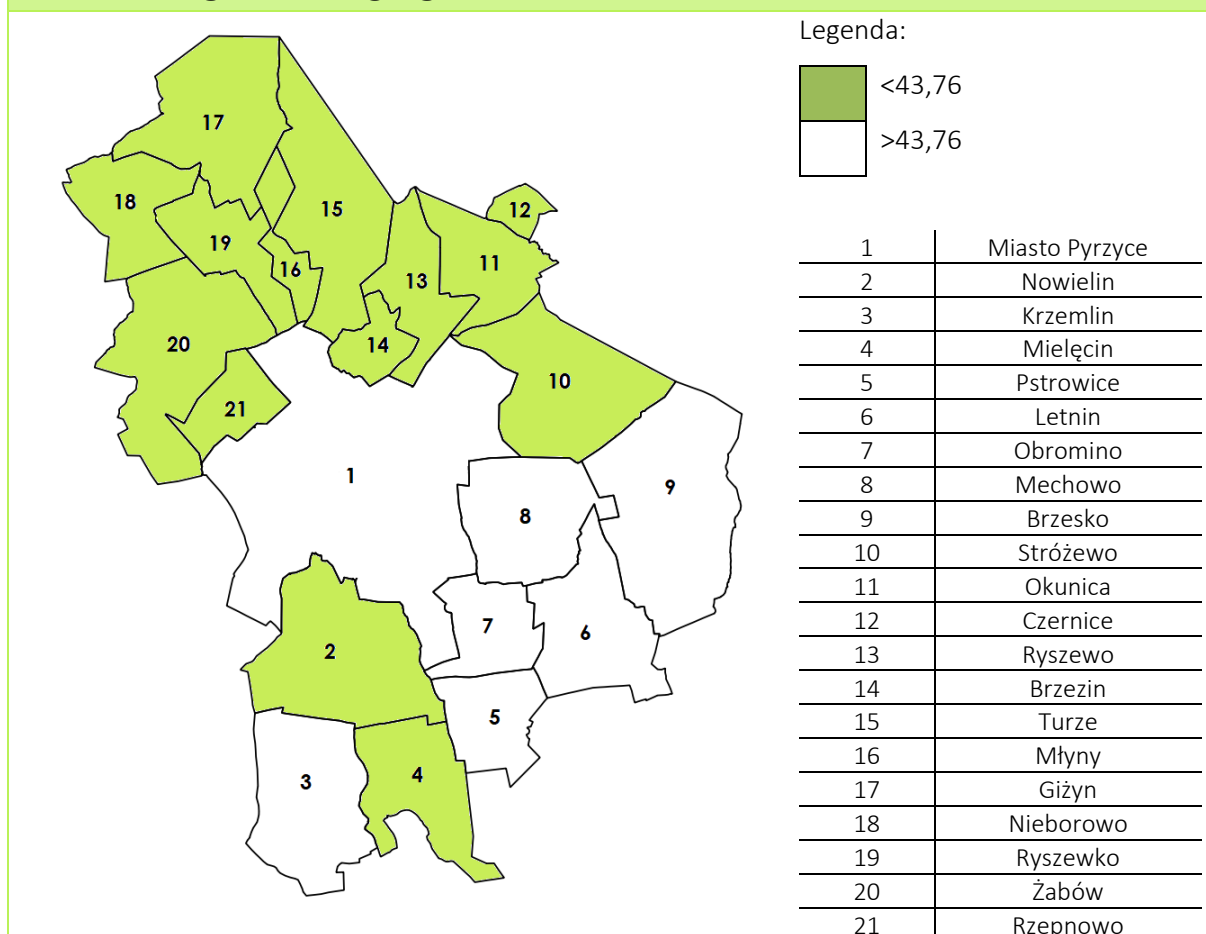 Legenda:
<43,76
>43,76
17
18
15
12
19
11
16
13
14
20
10
21
1
9
8
7
6
2
5
3
4
1 Miasto Pyrzyce
2 Nowielin
3 Krzemlin
4 Mielęcin
5 Pstrowice
6 Letnin
7 Obromino
8 Mechowo
9 Brzesko
10 Stróżewo
11 Okunica
12 Czernice
13 Ryszewo
14 Brzezin
15 Turze
16 Młyny
17 Giżyn
18 Nieborowo
19 Ryszewko
20 Żabów
21 Rzepnowo